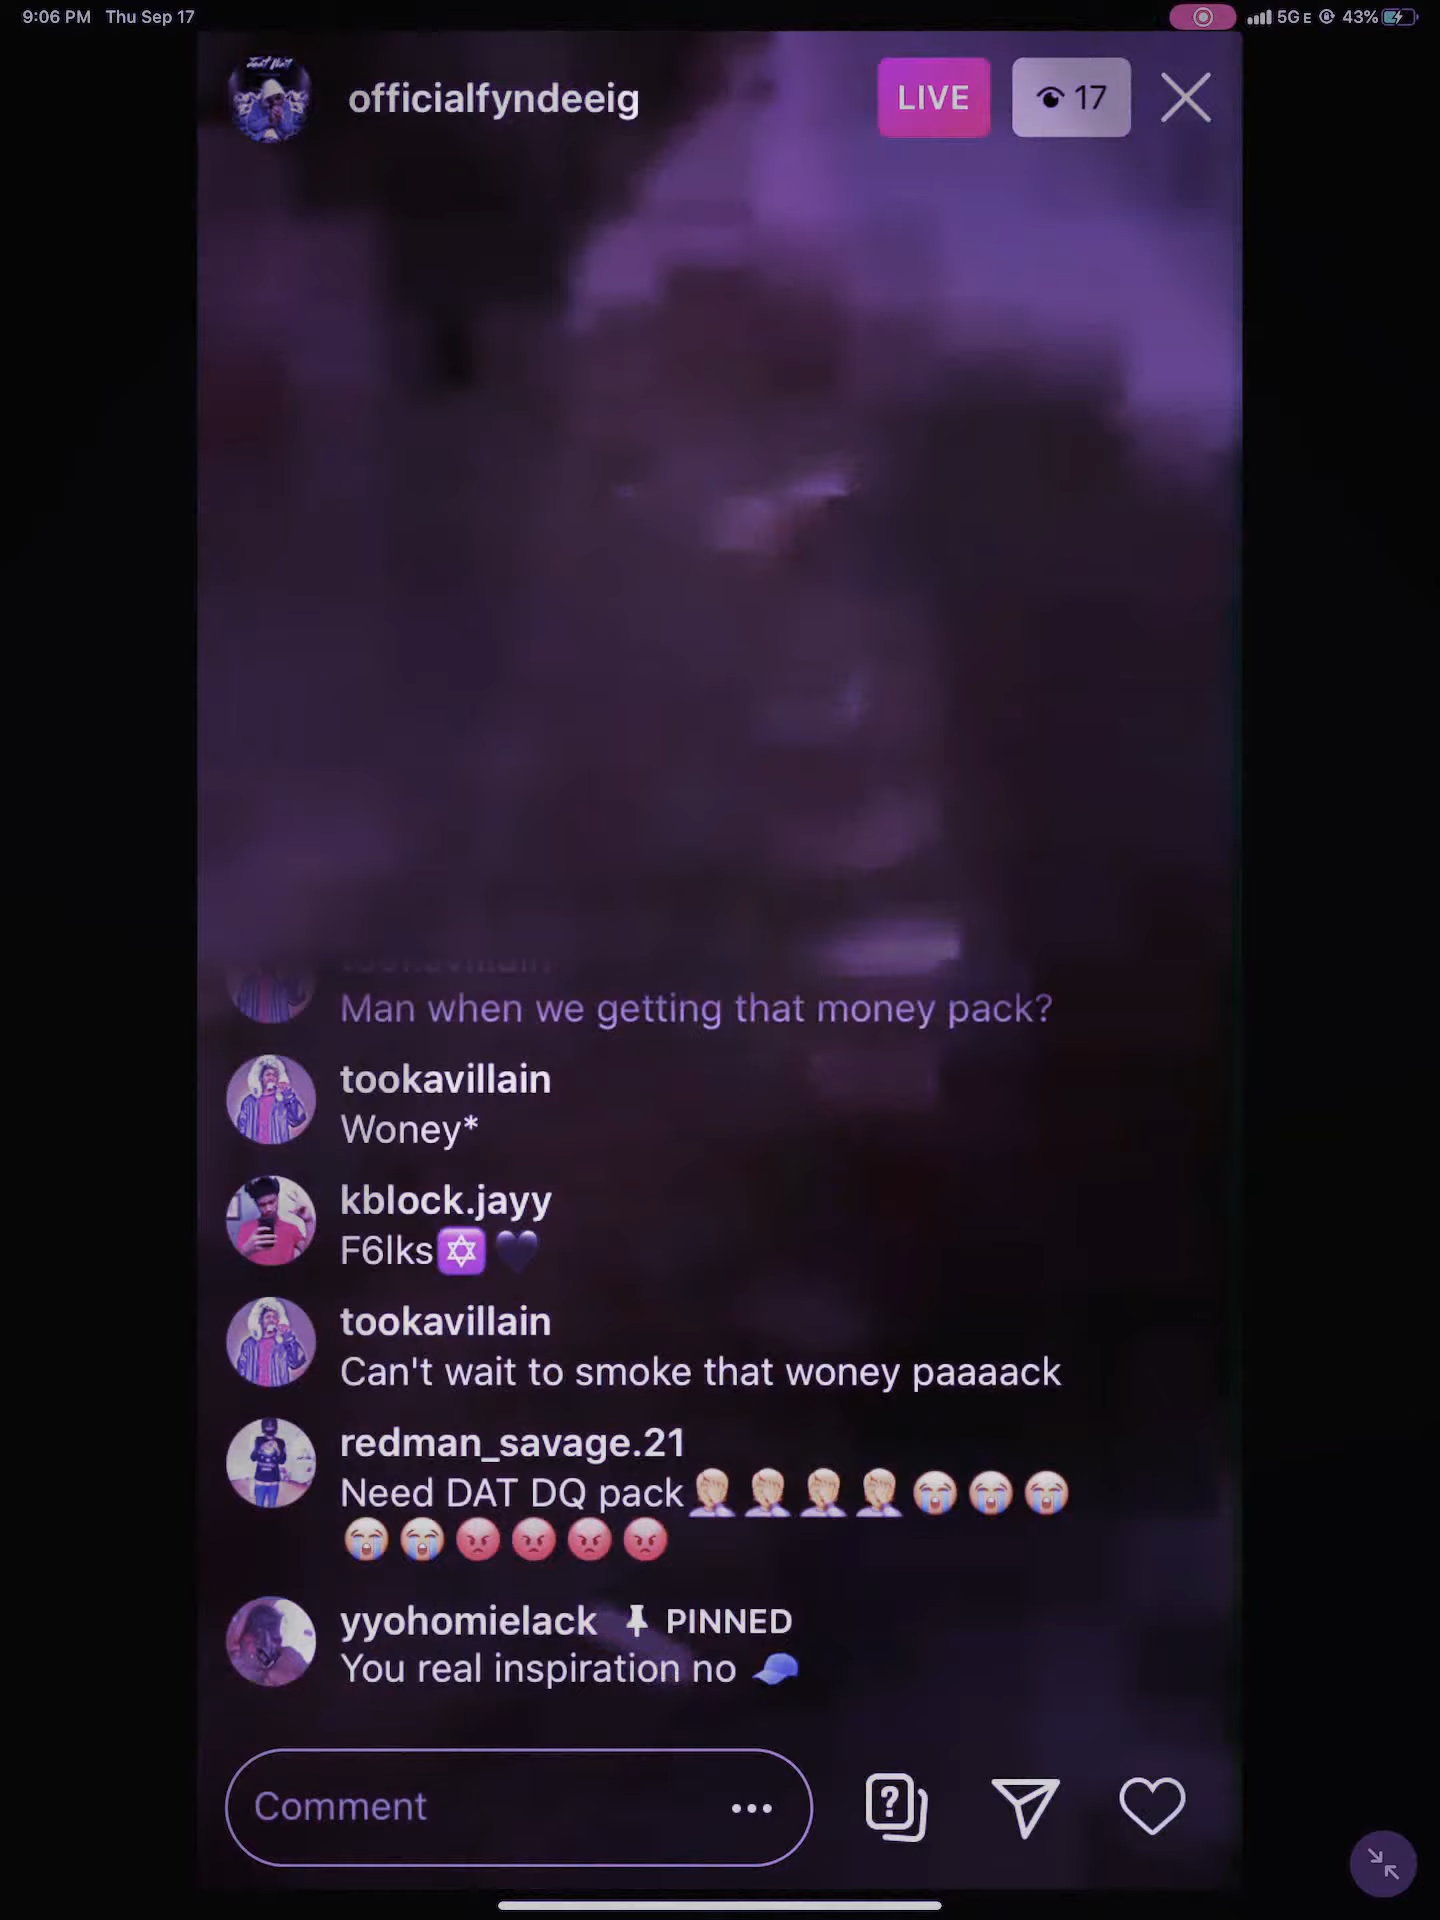 9:06 PM Thu Sep 17
5GE 43%
officialfyndeeig
LIVE
17
Man when we getting that money pack?
tookavillain
Woney*
kblock.jayy
F6lks✡️🖤
tookavillain
Can't wait to smoke that woney paaaack
redman_savage.21
Need DAT DQ pack🤦🏼🤦🏼🤦🏼🤦🏼😭😭😭
😭😭😡😡😡😡
yyohomielack 📌 PINNED
You real inspiration no 🧢
Comment